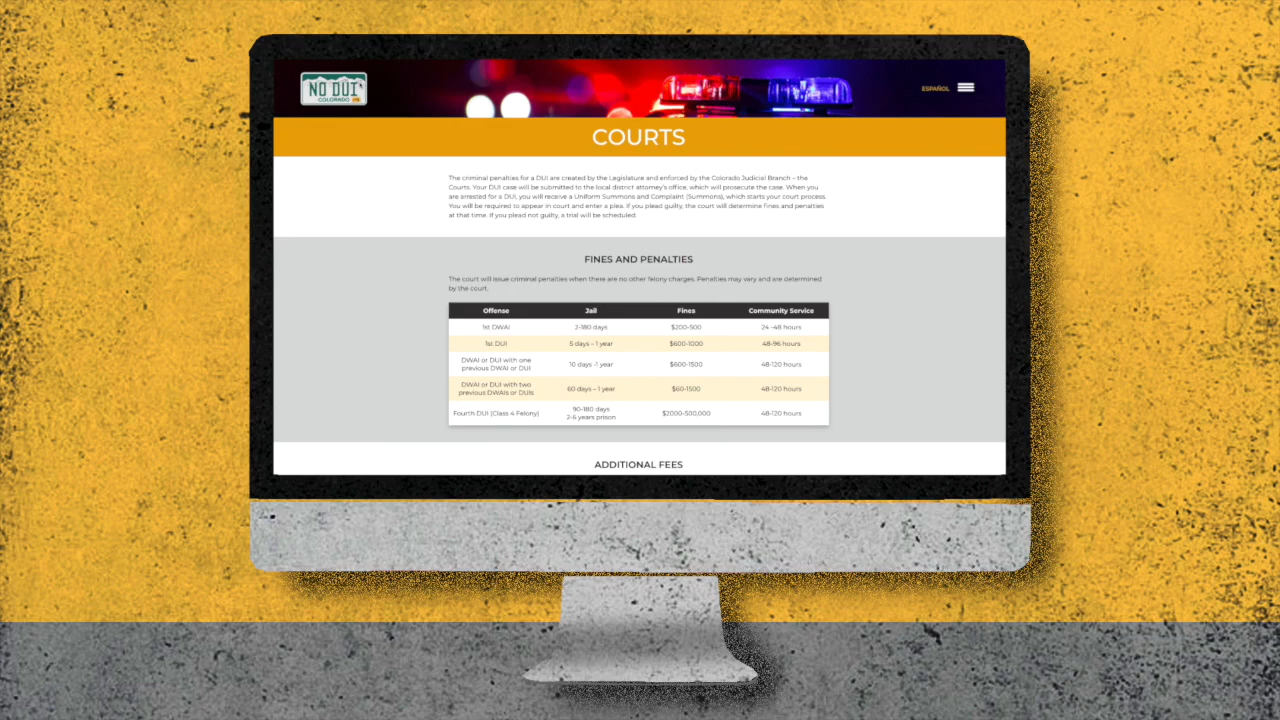 NO DUI
COLORADO
ESPAÑOL
COURTS
The criminal penalties for a DUI are created by the Legislature and enforced by the Colorado Judicial Branch – the
Courts. Your DUI case will be submitted to the local district attorney's office, which will prosecute the case. When you
are arrested for a DUI, you will receive a Uniform Summons and Complaint (Summons), which starts your court process.
You will be required to appear in court and enter a plea. If you plead guilty, the court will determine fines and penalties
at that time. If you plead not guilty, a trial will be scheduled.
FINES AND PENALTIES
The court will issue criminal penalties when there are no other felony charges. Penalties may vary and are determined
by the court.
Offense Jail Fines Community Service
1st DWAI 2-180 days $200-500 24 -48 hours
1st DUI 5 days – 1 year $600-1000 48-96 hours
DWAI or DUI with one
previous DWAI or DUI 10 days -1 year $600-1500 48-120 hours
DWAI or DUI with two
previous DWAIs or DUIs 60 days – 1 year $60-1500 48-120 hours
Fourth DUI (Class 4 Felony) 90-180 days
2-6 years prison $2000-500,000 48-120 hours
ADDITIONAL FEES